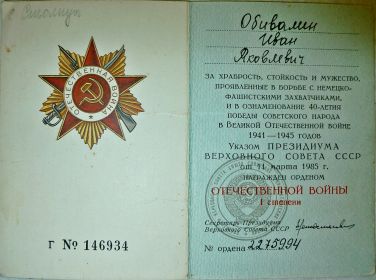 ОТЕЧЕСТВЕННАЯ ВОЙНА
Г № 146934
Обивалин
Иван
Яковлевич
ЗА ХРАБРОСТЬ, СТОЙКОСТЬ И МУЖЕСТВО,
ПРОЯВЛЕННЫЕ В БОРЬБЕ С НЕМЕЦКО-
ФАШИСТСКИМИ ЗАХВАТЧИКАМИ,
И В ОЗНАМЕНОВАНИЕ 40-ЛЕТИЯ
ПОБЕДЫ СОВЕТСКОГО НАРОДА
В ВЕЛИКОЙ ОТЕЧЕСТВЕННОЙ ВОЙНЕ
1941—1945 ГОДОВ
УКАЗОМ ПРЕЗИДИУМА
ВЕРХОВНОГО СОВЕТА СССР
от 11 марта 1985 г.
НАГРАЖДЕН ОРДЕНОМ
ОТЕЧЕСТВЕННОЙ ВОЙНЫ
I степени
Секретарь Президиума
Верховного Совета СССР
№ ордена 2275994